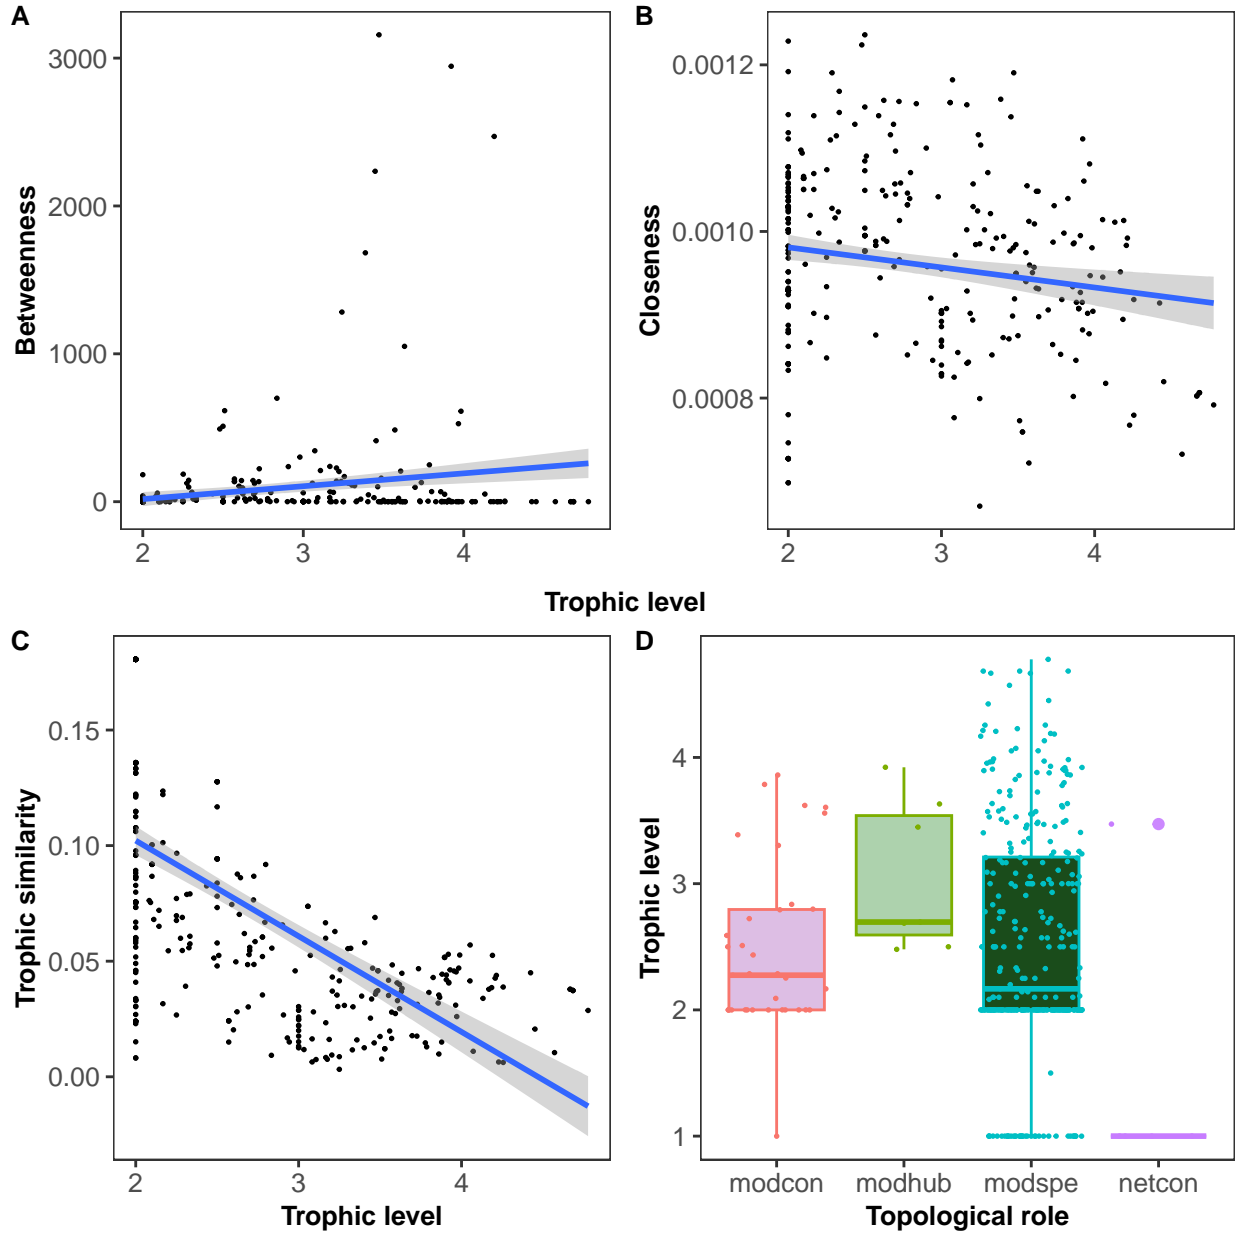 A
3000
2000
1000
0
Betweenness
2
3
4
B
0.0012
0.0010
0.0008
Closeness
2
3
4
Trophic level
C
0.15
0.10
0.05
0.00
Trophic similarity
2
3
4
Trophic level
D
4
3
2
1
Trophic level
modcon
modhub
modspe
netcon
Topological role